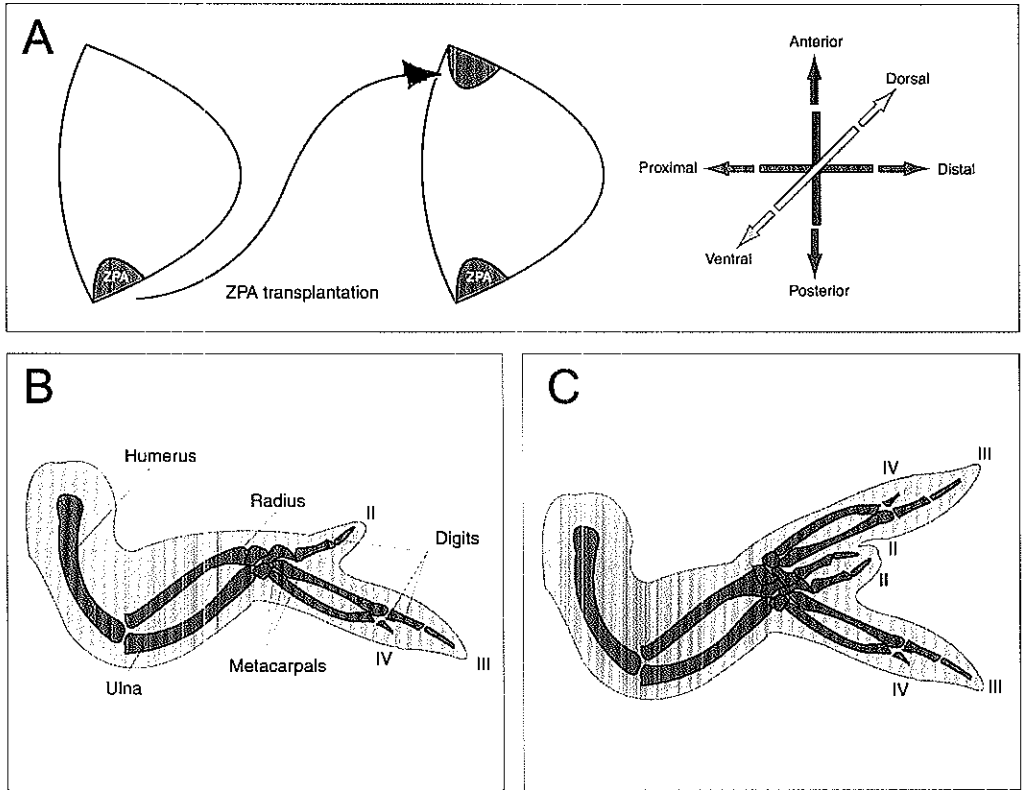 A
ZPA
ZPA transplantation
ZPA
Anterior
Dorsal
Proximal
Distal
Ventral
Posterior
B
Humerus
Radius
II
Digits
Metacarpals
IV
III
Ulna
C
IV
III
II
II
IV
III